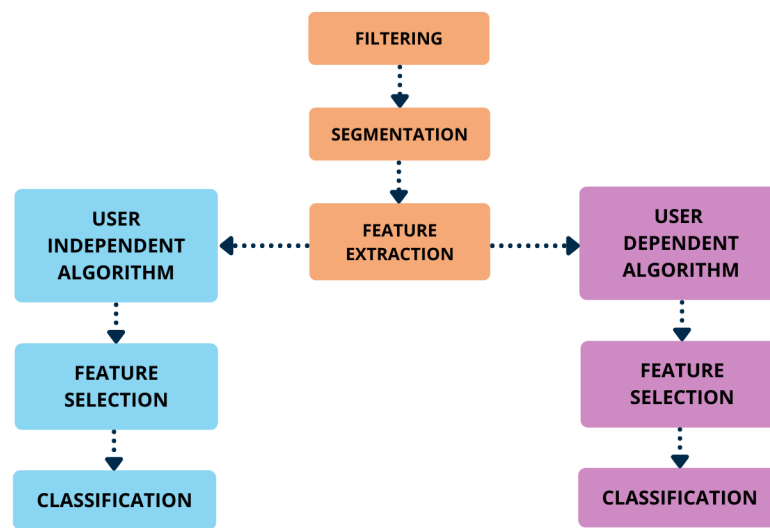 FILTERING
SEGMENTATION
FEATURE
EXTRACTION
USER
INDEPENDENT
ALGORITHM
FEATURE
SELECTION
CLASSIFICATION
USER
DEPENDENT
ALGORITHM
FEATURE
SELECTION
CLASSIFICATION